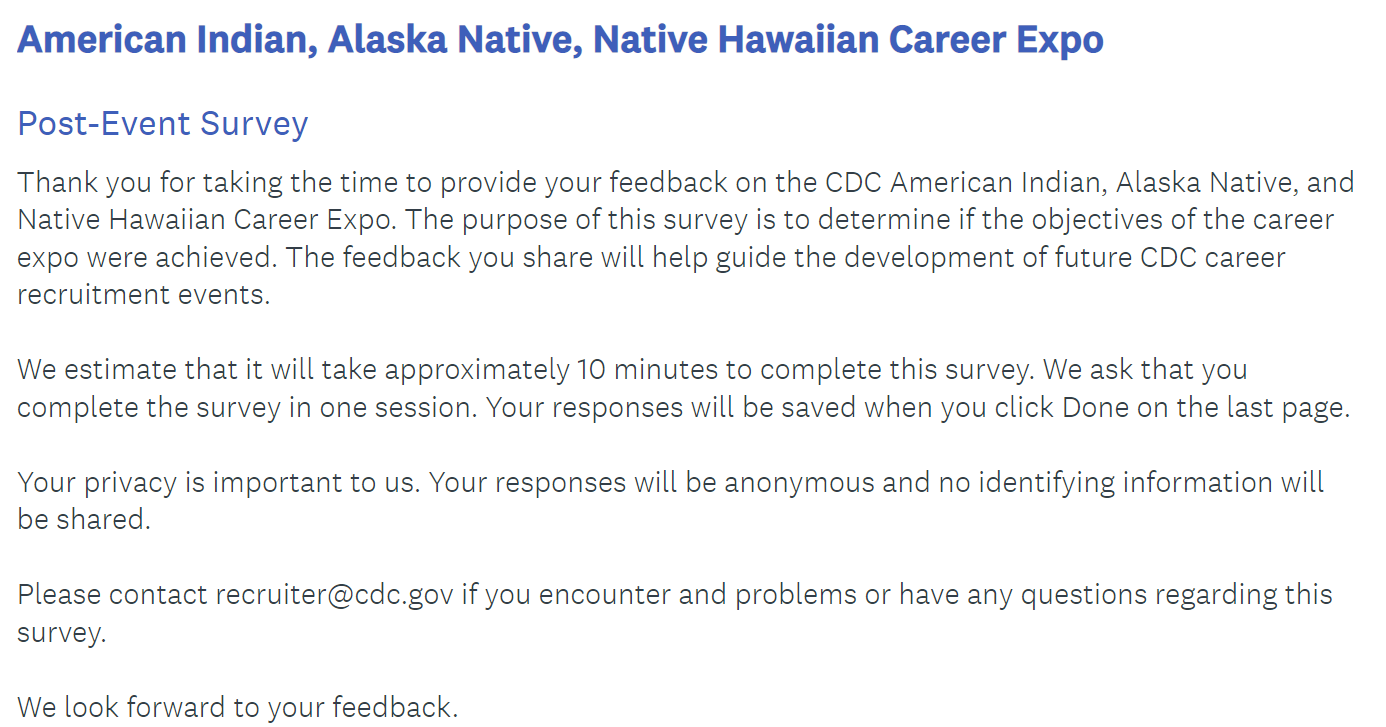 American Indian, Alaska Native, Native Hawaiian Career Expo
Post-Event Survey
Thank you for taking the time to provide your feedback on the CDC American Indian, Alaska Native, and
Native Hawaiian Career Expo. The purpose of this survey is to determine if the objectives of the career
expo were achieved. The feedback you share will help guide the development of future CDC career
recruitment events.
We estimate that it will take approximately 10 minutes to complete this survey. We ask that you
complete the survey in one session. Your responses will be saved when you click Done on the last page.
Your privacy is important to us. Your responses will be anonymous and no identifying information will
be shared.
Please contact recruiter@cdc.gov if you encounter and problems or have any questions regarding this
survey.
We look forward to your feedback.